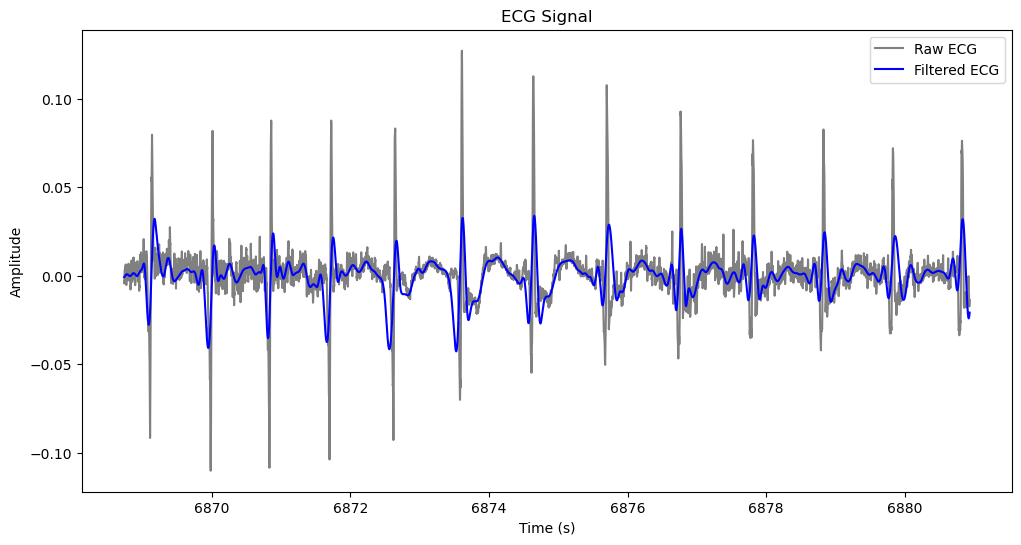 ECG Signal
Raw ECG
Filtered ECG
Amplitude
0.10
0.05
0.00
−0.05
−0.10
6870 6872 6874 6876 6878 6880
Time (s)